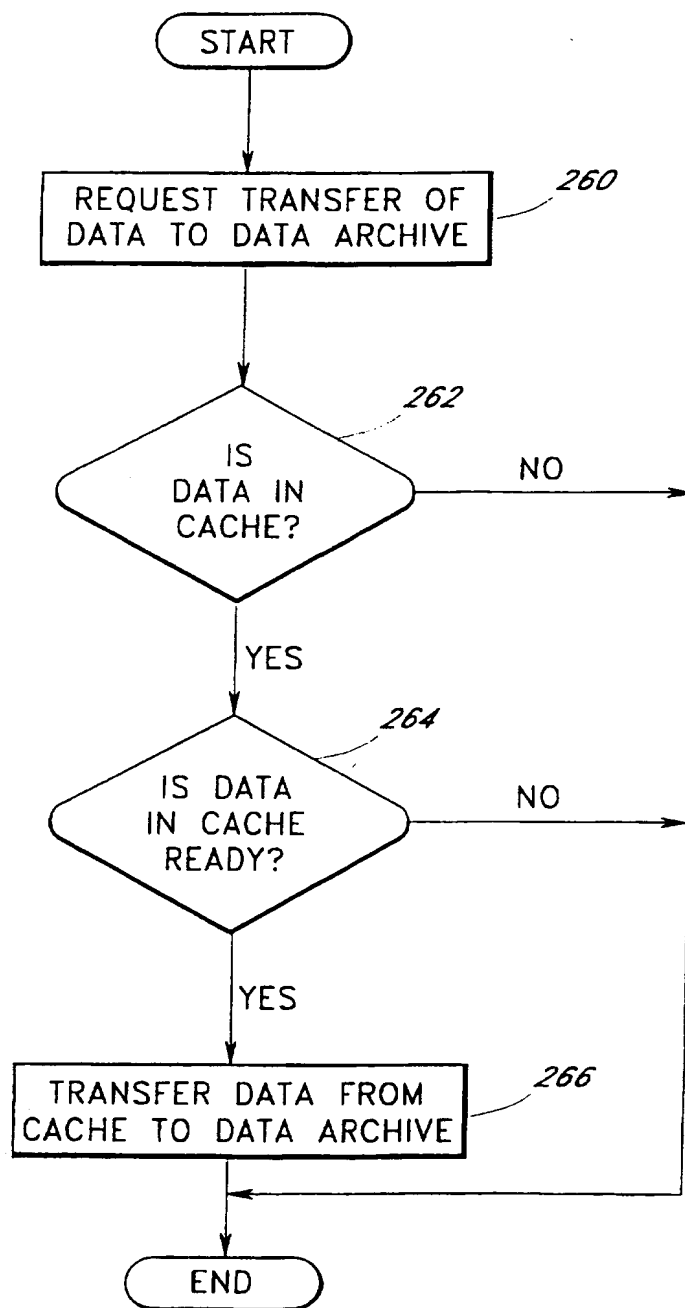 START
REQUEST TRANSFER OF
DATA TO DATA ARCHIVE
260
IS
DATA IN
CACHE?
262
NO
YES
IS DATA
IN CACHE
READY?
264
NO
YES
TRANSFER DATA FROM
CACHE TO DATA ARCHIVE
266
END